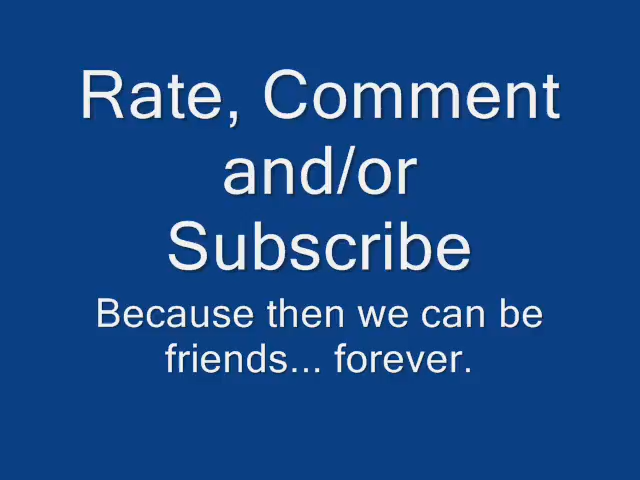 Rate, Comment
and/or
Subscribe
Because then we can be
friends... forever.